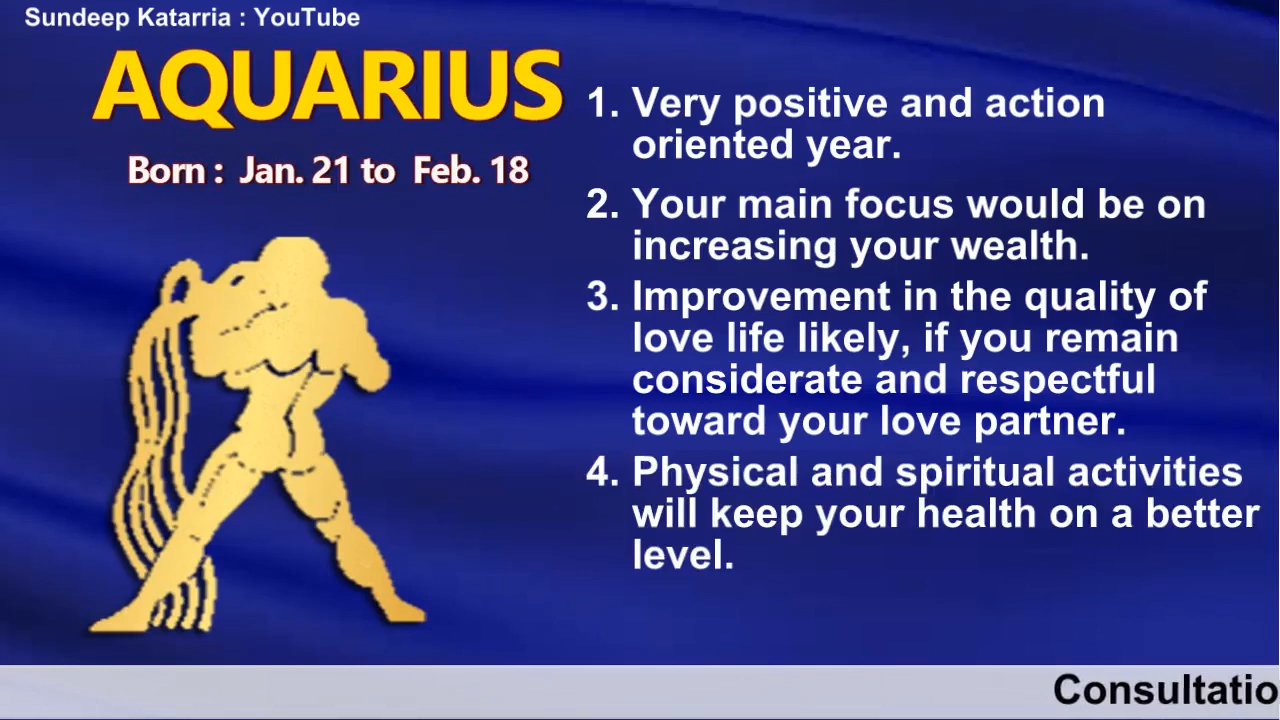 Sundeep Katarria : YouTube
AQUARIUS
Born : Jan. 21 to Feb. 18
1. Very positive and action
oriented year.
2. Your main focus would be on
increasing your wealth.
3. Improvement in the quality of
love life likely, if you remain
considerate and respectful
toward your love partner.
4. Physical and spiritual activities
will keep your health on a better
level.
Consultatio